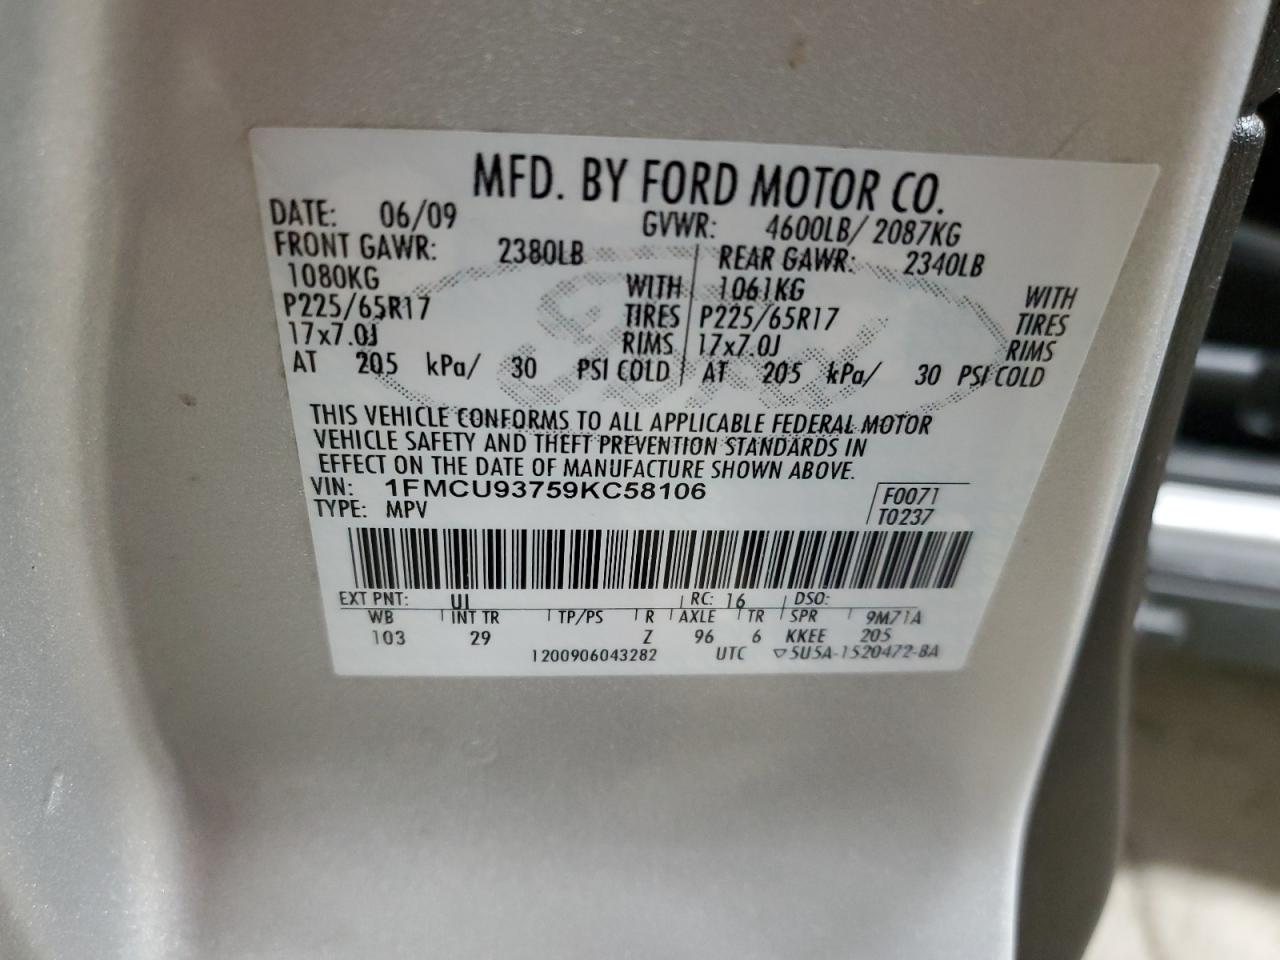 MFD. BY FORD MOTOR CO.
DATE: 06/09 GVWR: 4600LB/ 2087KG
FRONT GAWR: 2380LB REAR GAWR: 2340LB
1080KG WITH 1061KG WITH
P225/65R17 TIRES P225/65R17 TIRES
17x7.0J RIMS 17x7.0J RIMS
AT 205 kPa/ 30 PSI COLD AT 205 kPa/ 30 PSI COLD
THIS VEHICLE CONFORMS TO ALL APPLICABLE FEDERAL MOTOR
VEHICLE SAFETY AND THEFT PREVENTION STANDARDS IN
EFFECT ON THE DATE OF MANUFACTURE SHOWN ABOVE.
VIN: 1FMCU93759KC58106 F0071
TYPE: MPV T0237
EXT PNT: UJ RC: 16 DSO:
WB INT TR TP/PS R AXLE TR SPR 9M71A
103 29 Z 96 6 KKEE 205
1200906043282 UTC ▽5U5A-1520472-BA